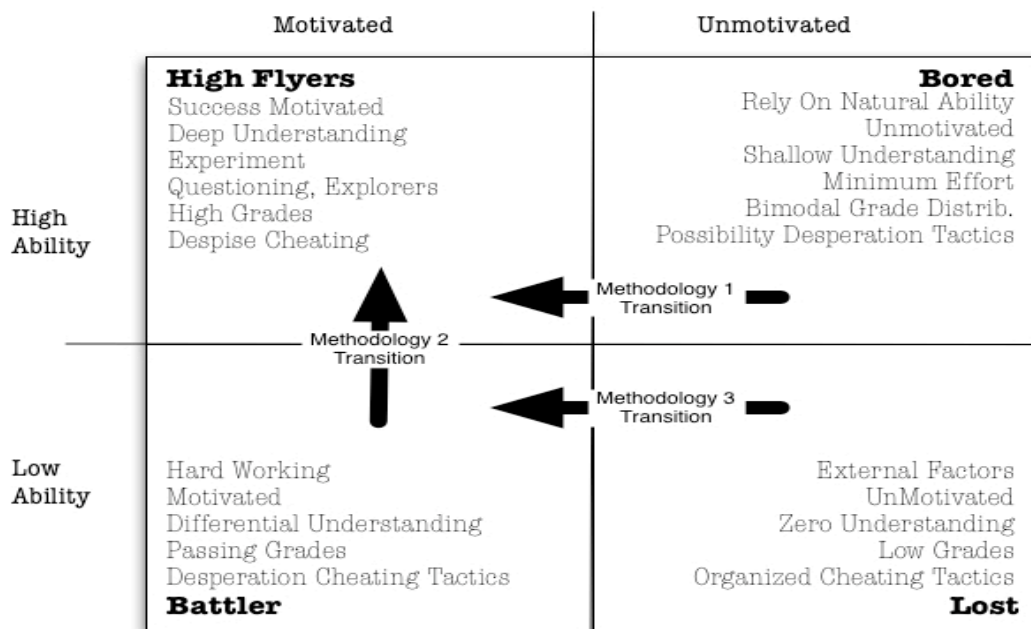 Motivated
Unmotivated
High Flyers
Success Motivated
Deep Understanding
Experiment
Questioning, Explorers
High Grades
Despise Cheating
Bored
Rely On Natural Ability
Unmotivated
Shallow Understanding
Minimum Effort
Bimodal Grade Distrib.
Possibility Desperation Tactics
High
Ability
Methodology 1
Transition
Methodology 2
Transition
Methodology 3
Transition
Low
Ability
Hard Working
Motivated
Differential Understanding
Passing Grades
Desperation Cheating Tactics
Battler
External Factors
UnMotivated
Zero Understanding
Low Grades
Organized Cheating Tactics
Lost